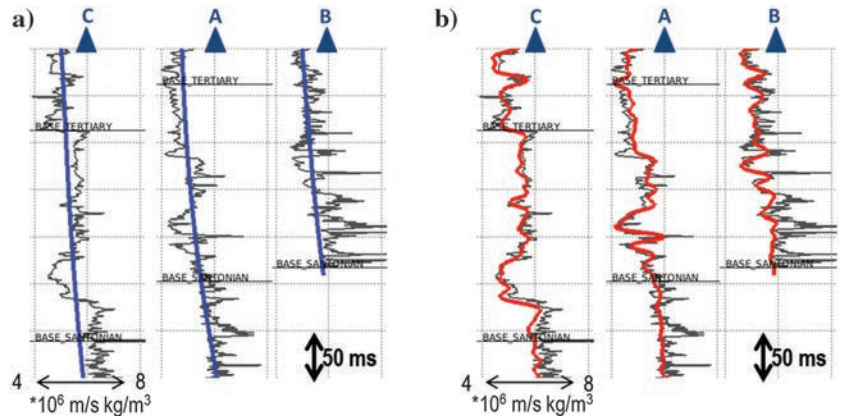 a)
C A B
BASE_TERTIARY
BASE_TERTIARY
BASE_SANTONIAN
BASE_SANTONIAN
BASE_SANTONIAN
50 ms
4 8
*10⁶ m/s kg/m³
b)
C A B
BASE_TERTIARY
BASE_TERTIARY
BASE_SANTONIAN
BASE_SANTONIAN
BASE_SANTONIAN
50 ms
4 8
*10⁶ m/s kg/m³